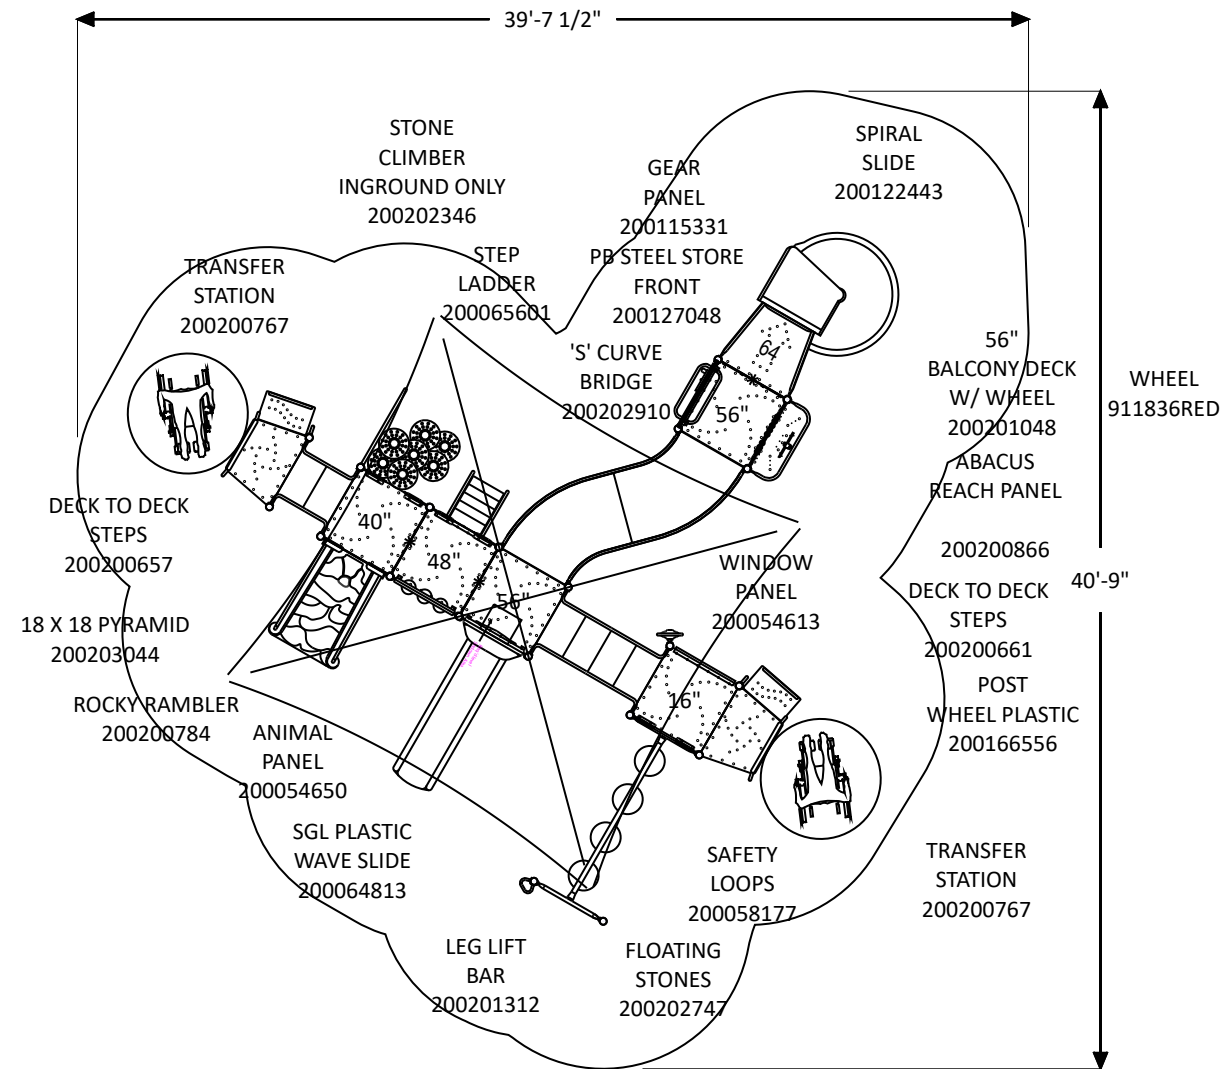 39'-7 1/2"
STONE
CLIMBER
INGROUND ONLY
200202346
SPIRAL
SLIDE
200122443
GEAR
PANEL
200115331
PB STEEL STORE
FRONT
200127048
STEP
LADDER
200065601
TRANSFER
STATION
200200767
'S' CURVE
BRIDGE
200202910
56"
BALCONY DECK
W/ WHEEL
200201048
WHEEL
911836RED
64
56"
ABACUS
REACH PANEL
200200866
DECK TO DECK
STEPS
200200657
40"
48"
56"
WINDOW
PANEL
200054613
DECK TO DECK
STEPS
200200661
40'-9"
18 X 18 PYRAMID
200203044
16"
POST
WHEEL PLASTIC
200166556
ROCKY RAMBLER
200200784
ANIMAL
PANEL
200054650
SGL PLASTIC
WAVE SLIDE
200064813
SAFETY
LOOPS
200058177
TRANSFER
STATION
200200767
LEG LIFT
BAR
200201312
FLOATING
STONES
200202747